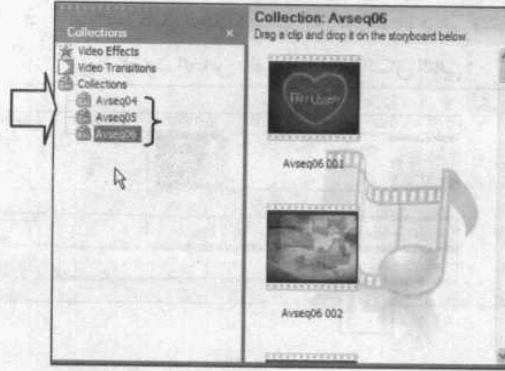 Collections ×
Video Effects
Video Transitions
Collections
Avseq04
Avseq05
Avseq06
Collection: Avseq06
Drag a clip and drop it on the storyboard below.
Avseq06 001
Avseq06 002